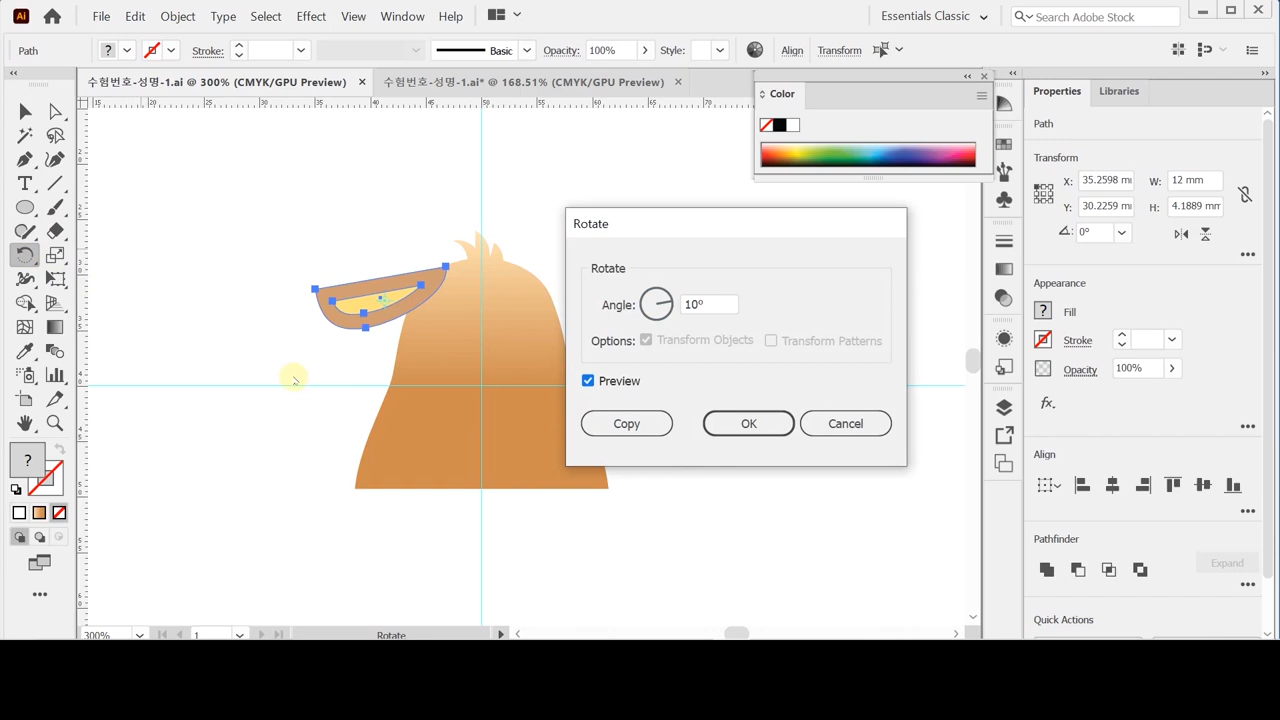 Ai File Edit Object Type Select Effect View Window Help Essentials Classic Search Adobe Stock
Path ? Stroke: Basic Opacity: 100% Style: Align Transform
수험번호-성명-1.ai @ 300% (CMYK/GPU Preview) × 수험번호-성명-1.ai* @ 168.51% (CMYK/GPU Preview) ×
Color
Properties Libraries
Path
Transform
X: 35.2598 mm W: 12 mm
Y: 30.2259 mm H: 4.1889 mm
0°
Appearance
? Fill
Stroke
Opacity 100%
fx.
Align
Pathfinder
Expand
Quick Actions
Rotate
Rotate
Angle: 10°
Options: Transform Objects Transform Patterns
Preview
Copy OK Cancel
?
300% 1 Rotate